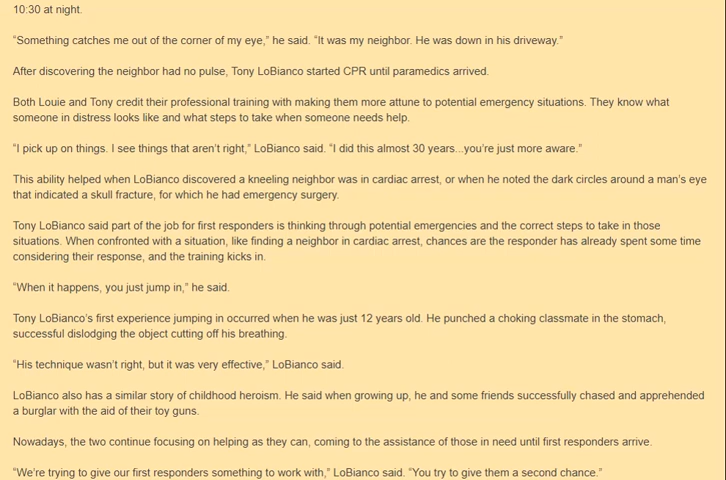 10:30 at night.
“Something catches me out of the corner of my eye,” he said. “It was my neighbor. He was down in his driveway.”
After discovering the neighbor had no pulse, Tony LoBianco started CPR until paramedics arrived.
Both Louie and Tony credit their professional training with making them more attune to potential emergency situations. They know what
someone in distress looks like and what steps to take when someone needs help.
“I pick up on things. I see things that aren’t right,” LoBianco said. “I did this almost 30 years...you’re just more aware.”
This ability helped when LoBianco discovered a kneeling neighbor was in cardiac arrest, or when he noted the dark circles around a man’s eye
that indicated a skull fracture, for which he had emergency surgery.
Tony LoBianco said part of the job for first responders is thinking through potential emergencies and the correct steps to take in those
situations. When confronted with a situation, like finding a neighbor in cardiac arrest, chances are the responder has already spent some time
considering their response, and the training kicks in.
“When it happens, you just jump in,” he said.
Tony LoBianco’s first experience jumping in occurred when he was just 12 years old. He punched a choking classmate in the stomach,
successful dislodging the object cutting off his breathing.
“His technique wasn’t right, but it was very effective,” LoBianco said.
LoBianco also has a similar story of childhood heroism. He said when growing up, he and some friends successfully chased and apprehended
a burglar with the aid of their toy guns.
Nowadays, the two continue focusing on helping as they can, coming to the assistance of those in need until first responders arrive.
“We’re trying to give our first responders something to work with,” LoBianco said. “You try to give them a second chance.”